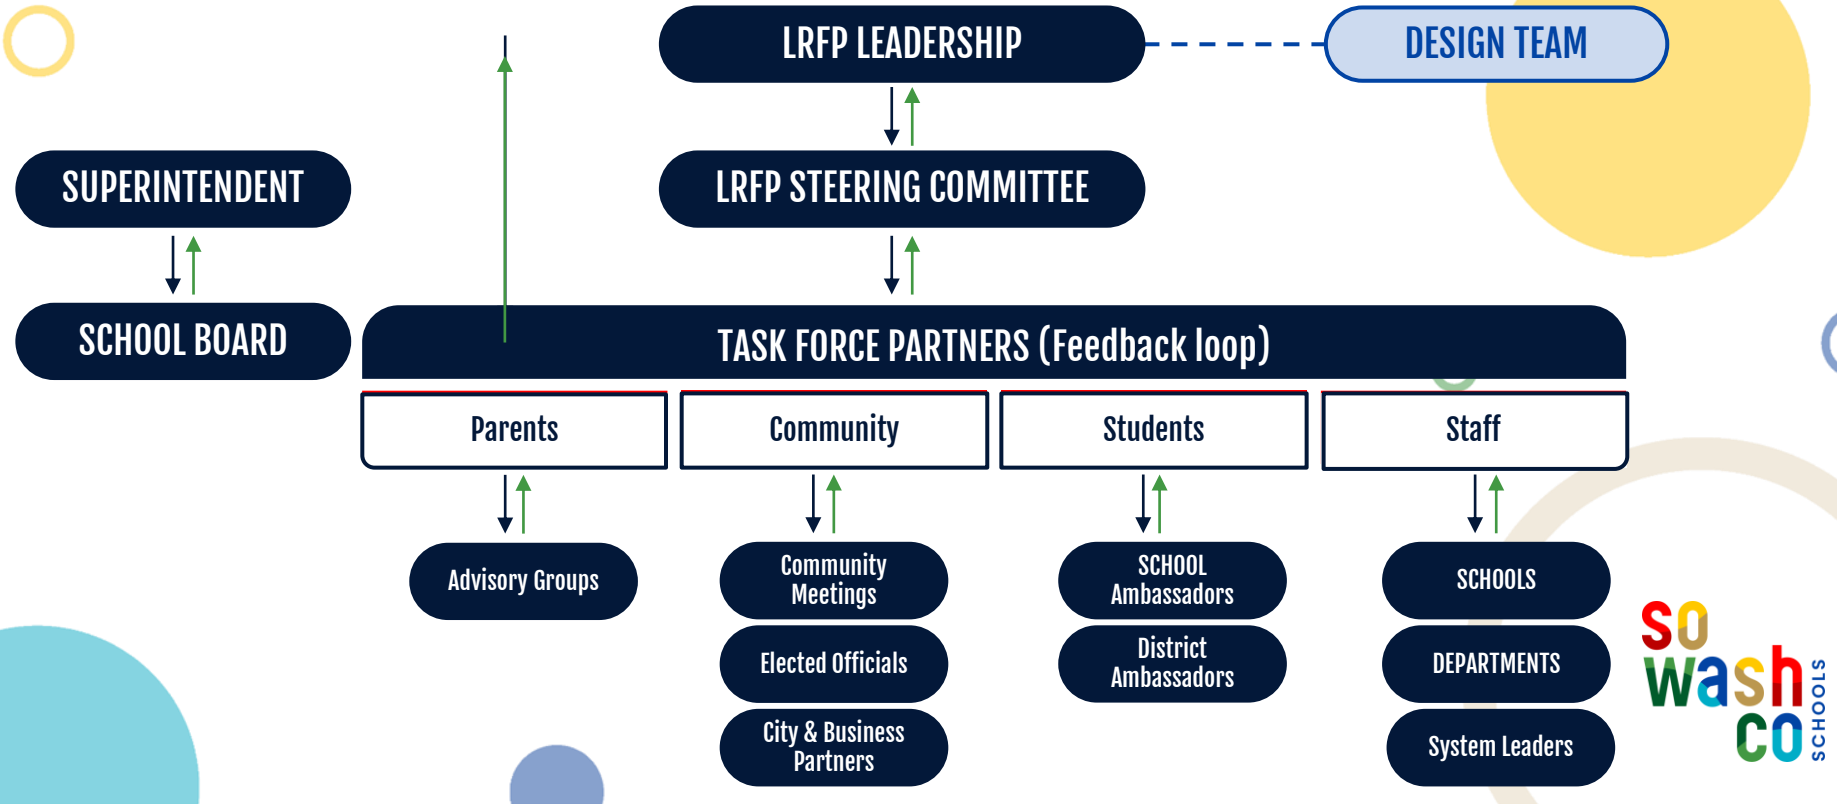 LRFP LEADERSHIP
DESIGN TEAM
SUPERINTENDENT
LRFP STEERING COMMITTEE
SCHOOL BOARD
TASK FORCE PARTNERS (Feedback loop)
Parents
Community
Students
Staff
Advisory Groups
Community
Meetings
Elected Officials
City & Business
Partners
SCHOOL
Ambassadors
District
Ambassadors
SCHOOLS
DEPARTMENTS
System Leaders
so
wash
co
SCHOOLS